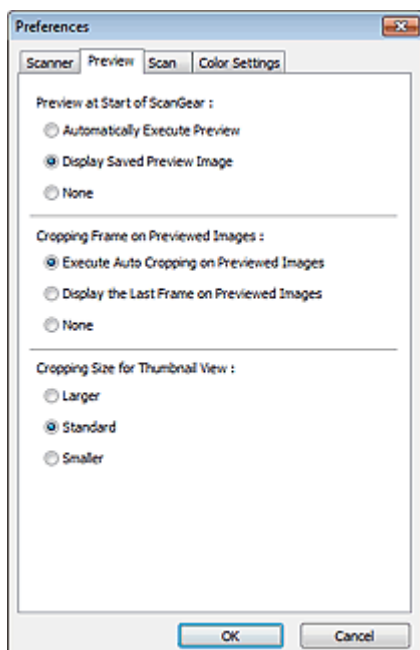 Preferences
Scanner Preview Scan Color Settings
Preview at Start of ScanGear :
Automatically Execute Preview
Display Saved Preview Image
None
Cropping Frame on Previewed Images :
Execute Auto Cropping on Previewed Images
Display the Last Frame on Previewed Images
None
Cropping Size for Thumbnail View :
Larger
Standard
Smaller
OK Cancel